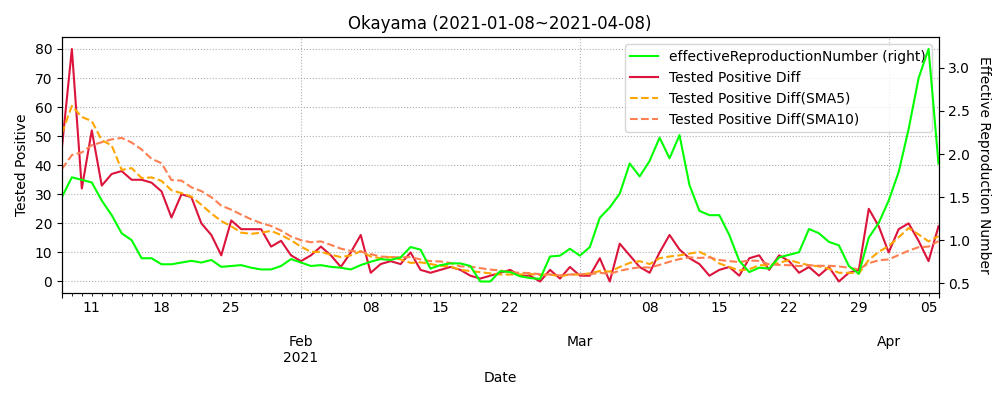 Okayama (2021-01-08~2021-04-08)
effectiveReproductionNumber (right)
Tested Positive Diff
Tested Positive Diff(SMA5)
Tested Positive Diff(SMA10)
Tested Positive
80
70
60
50
40
30
20
10
0
3.0
2.5
2.0
1.5
1.0
0.5
Effective Reproduction Number
11 18 25 08 15 22 08 15 22 29 05
Feb Mar Apr
2021
Date